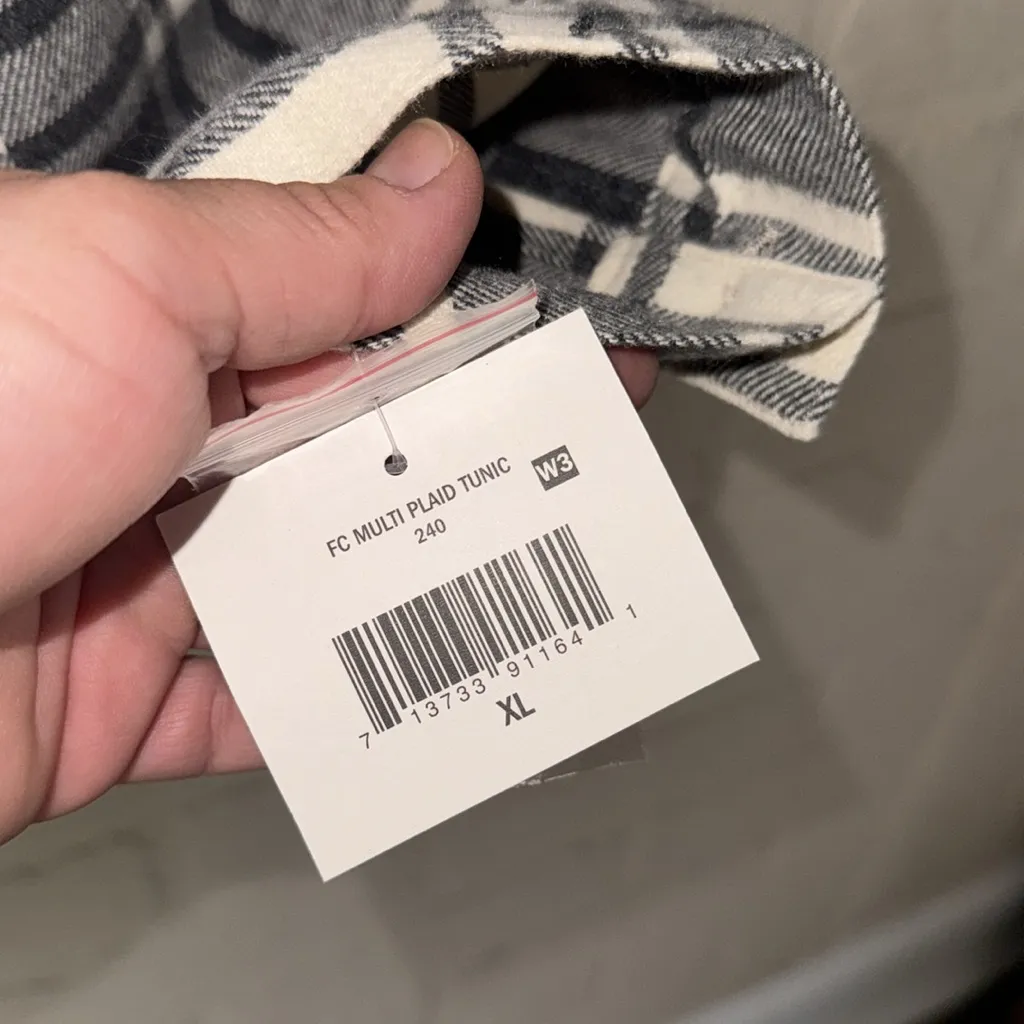 FC MULTI PLAID TUNIC W3
240
7 13733 91164 1
XL